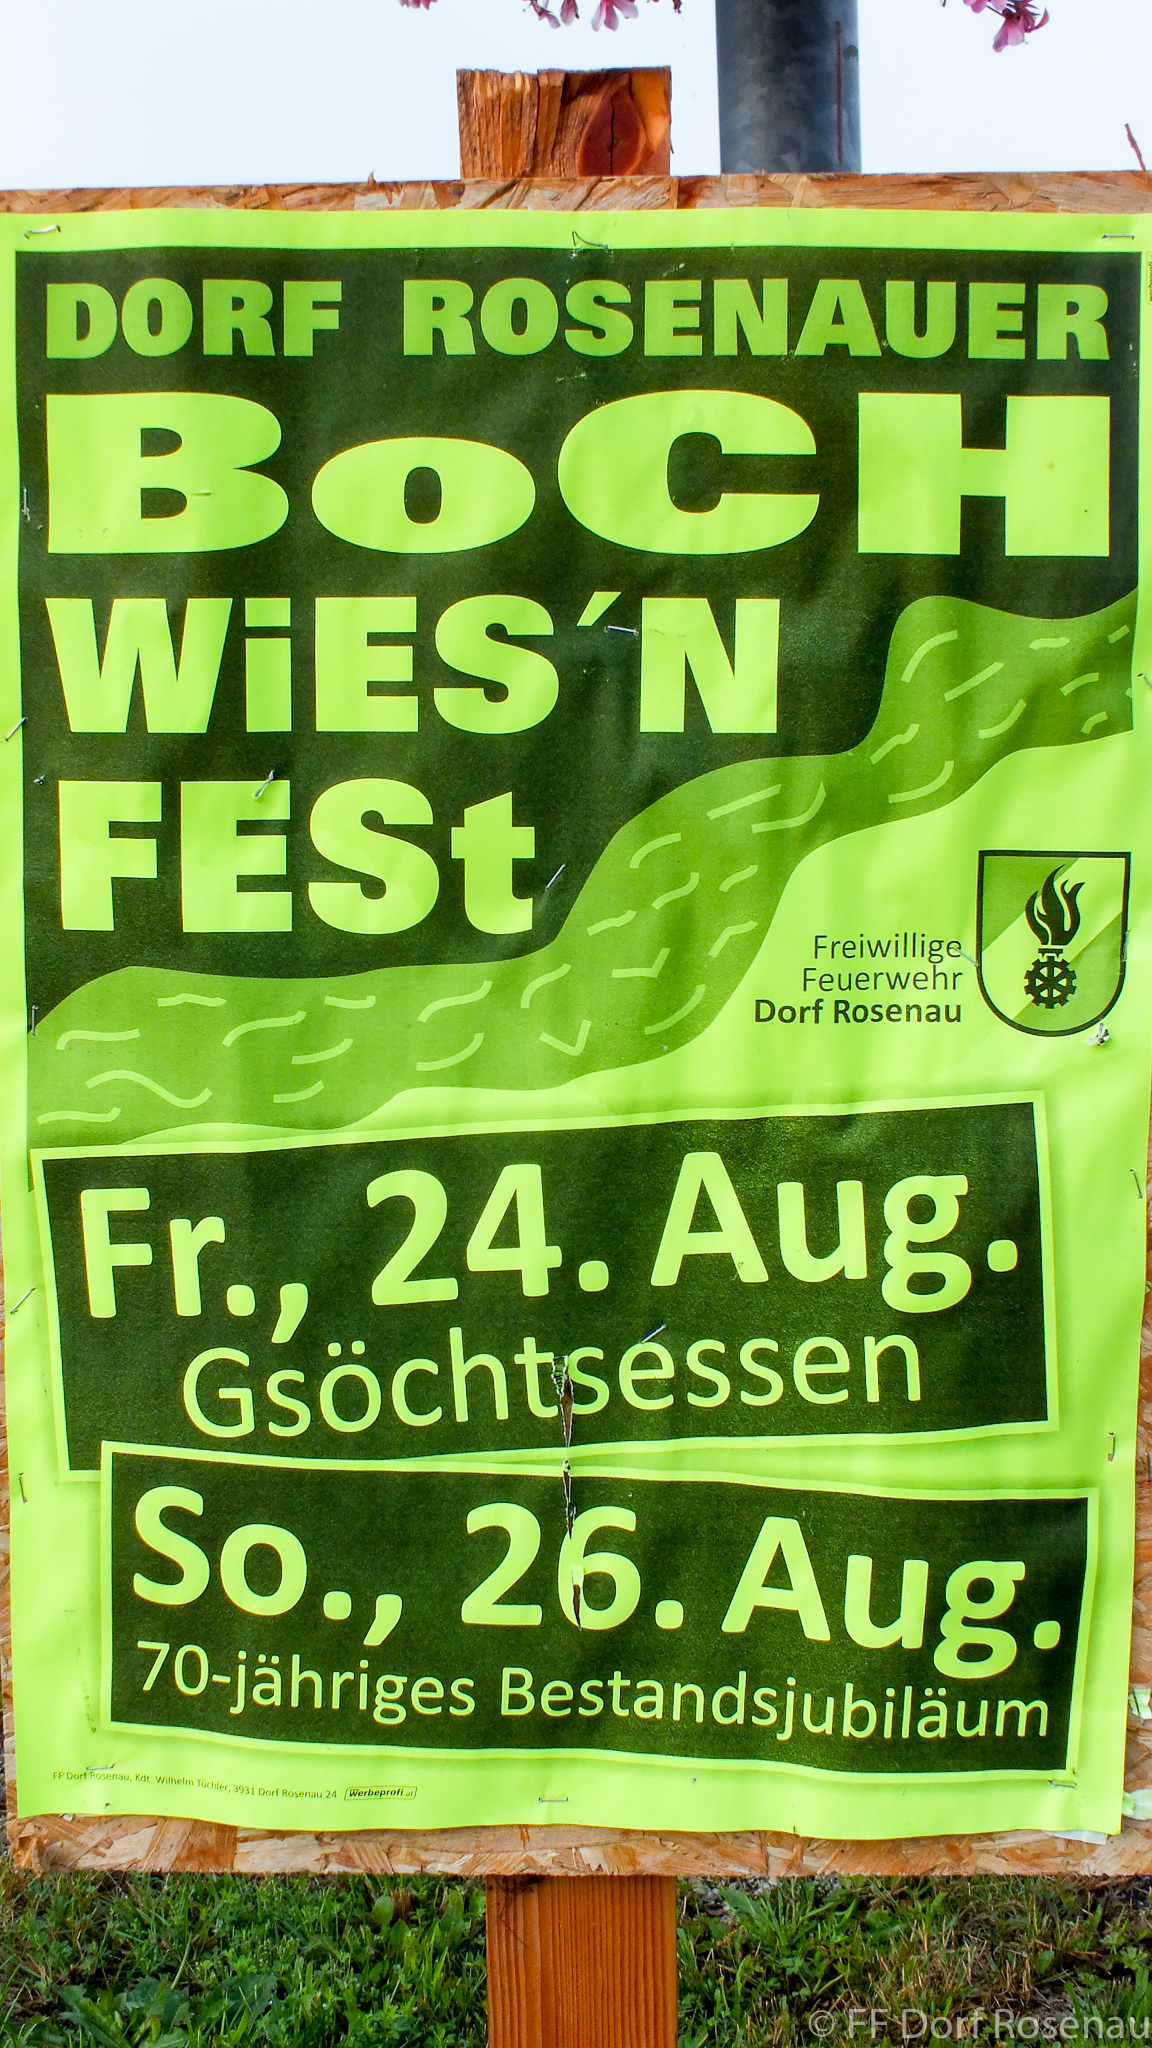 DORF ROSENAUER
BoCH
WiES´N
FESt
Freiwillige
Feuerwehr
Dorf Rosenau
Fr., 24. Aug.
Gsöchtsessen
So., 26. Aug.
70-jähriges Bestandsjubiläum
FF Dorf Rosenau, Kdt. Wilhelm Tüchler, 3931 Dorf Rosenau 24 Werbeprofi.at
© FF Dorf Rosenau